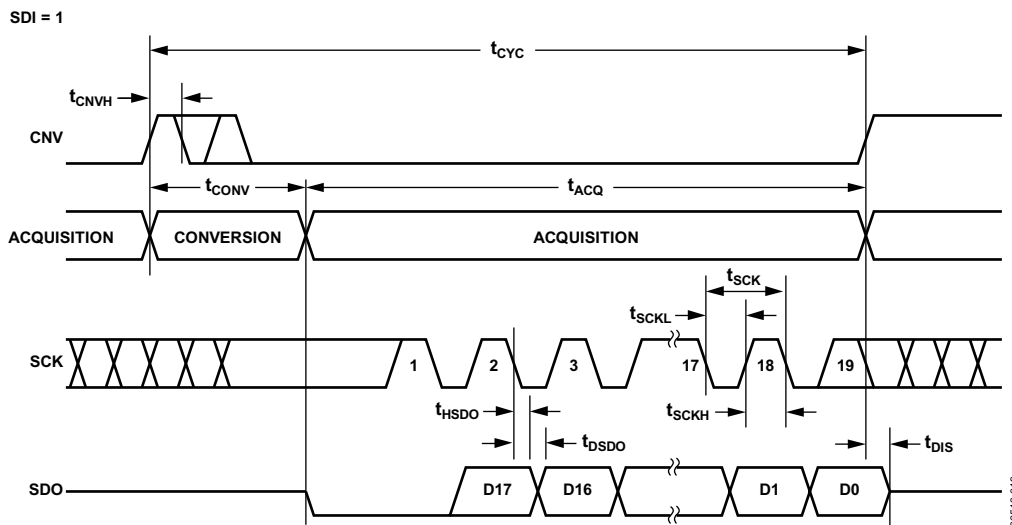 SDI = 1
tCYC
tCNVH
CNV
tCONV
tACQ
ACQUISITION CONVERSION ACQUISITION
tSCK
tSCKL
SCK 1 2 3 17 18 19
tHSDO
tSCKH
tDSDO
tDIS
SDO D17 D16 D1 D0